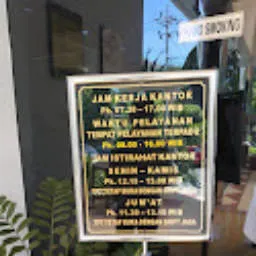 NO SMOKING
JAM KERJA KANTOR
Pk. 07.30 - 17.00 WIB
WAKTU PELAYANAN
TEMPAT PELAYANAN TERPADU
Pk. 08.00 - 16.00 WIB
JAM ISTIRAHAT KANTOR
SENIN - KAMIS
Pk. 12.15 - 13.00 WIB
JUM'AT
Pk. 11.30 - 13.15 WIB